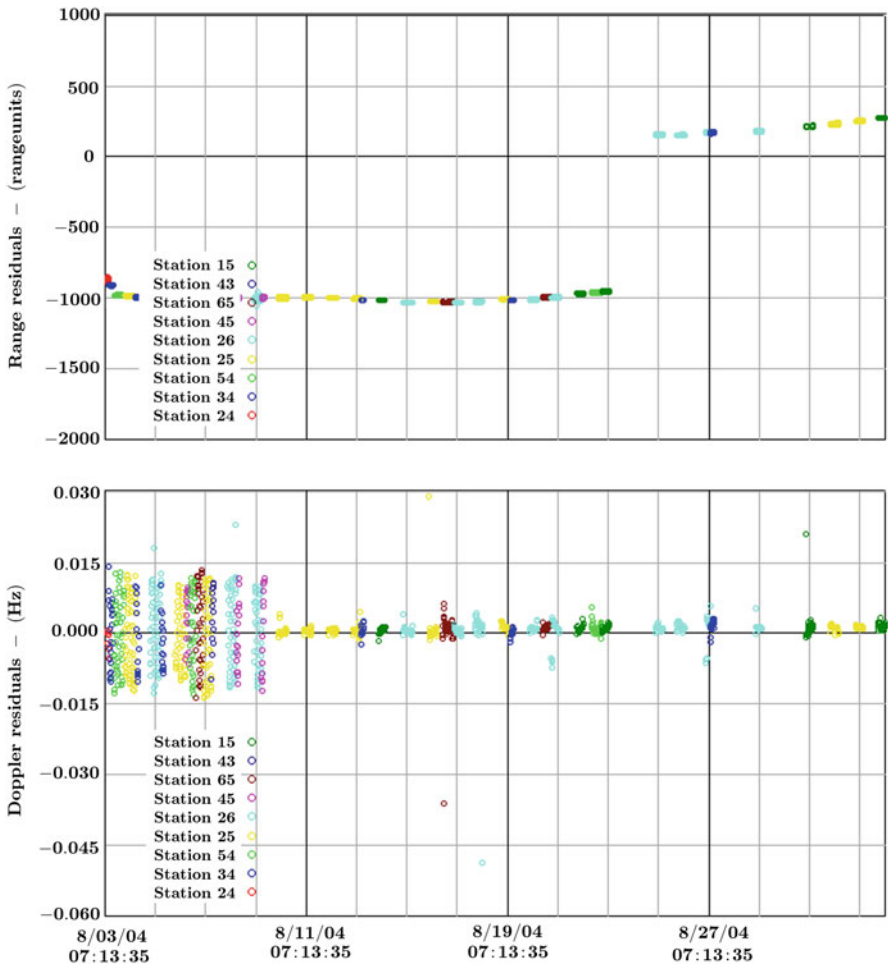 1000
500
0
−500
−1000
−1500
−2000
Range residuals − (rangeunits)
Station 15
Station 43
Station 65
Station 45
Station 26
Station 25
Station 54
Station 34
Station 24
0.030
0.015
0.000
−0.015
−0.030
−0.045
−0.060
Doppler residuals − (Hz)
Station 15
Station 43
Station 65
Station 45
Station 26
Station 25
Station 54
Station 34
Station 24
8/03/04
07:13:35
8/11/04
07:13:35
8/19/04
07:13:35
8/27/04
07:13:35